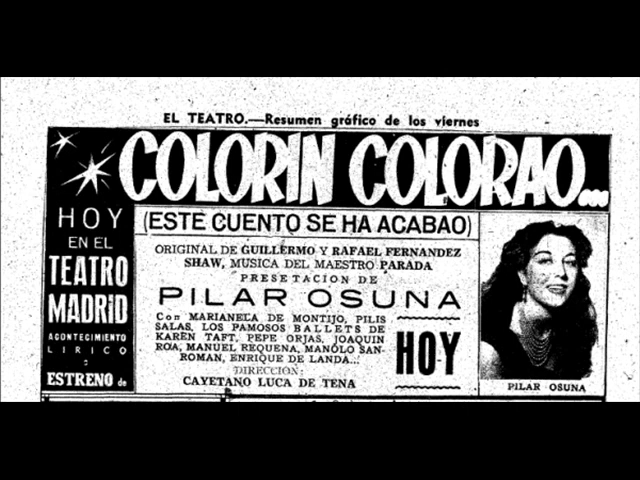 EL TEATRO.—Resumen gráfico de los viernes
COLORIN COLORAO...
(ESTE CUENTO SE HA ACABAO)
HOY
EN EL
TEATRO
MADRID
ACONTECIMIENTO
LIRICO
ESTRENO de
ORIGINAL DE GUILLERMO Y RAFAEL FERNANDEZ
SHAW, MUSICA DEL MAESTRO PARADA
PRESETACION DE
PILAR OSUNA
Con MARIANELA DE MONTIJO, PILIS
SALAS, LOS FAMOSOS BALLETS DE
KAREN TAFT, PEPE ORJAS, JOAQUIN
ROA, MANUEL REQUENA, MANOLO SAN-
ROMAN, ENRIQUE DE LANDA...
DIRECCION:
CAYETANO LUCA DE TENA
HOY
PILAR OSUNA